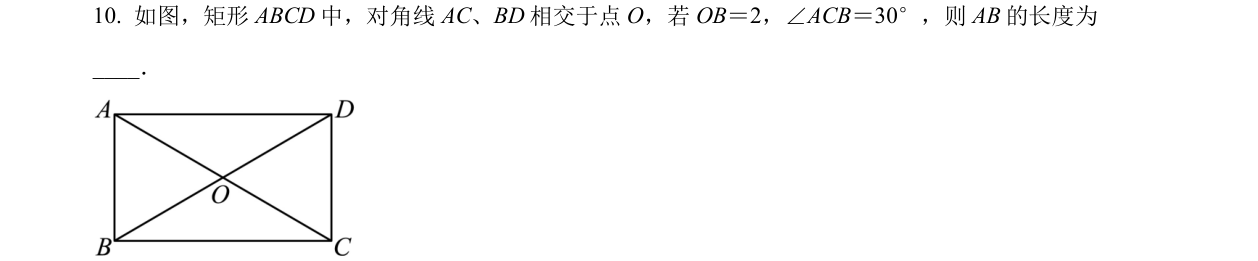 10. 如图，矩形 ABCD 中，对角线 AC、BD 相交于点 O，若 OB＝2，∠ACB＝30°，则 AB 的长度为
____.
A D
O
B C